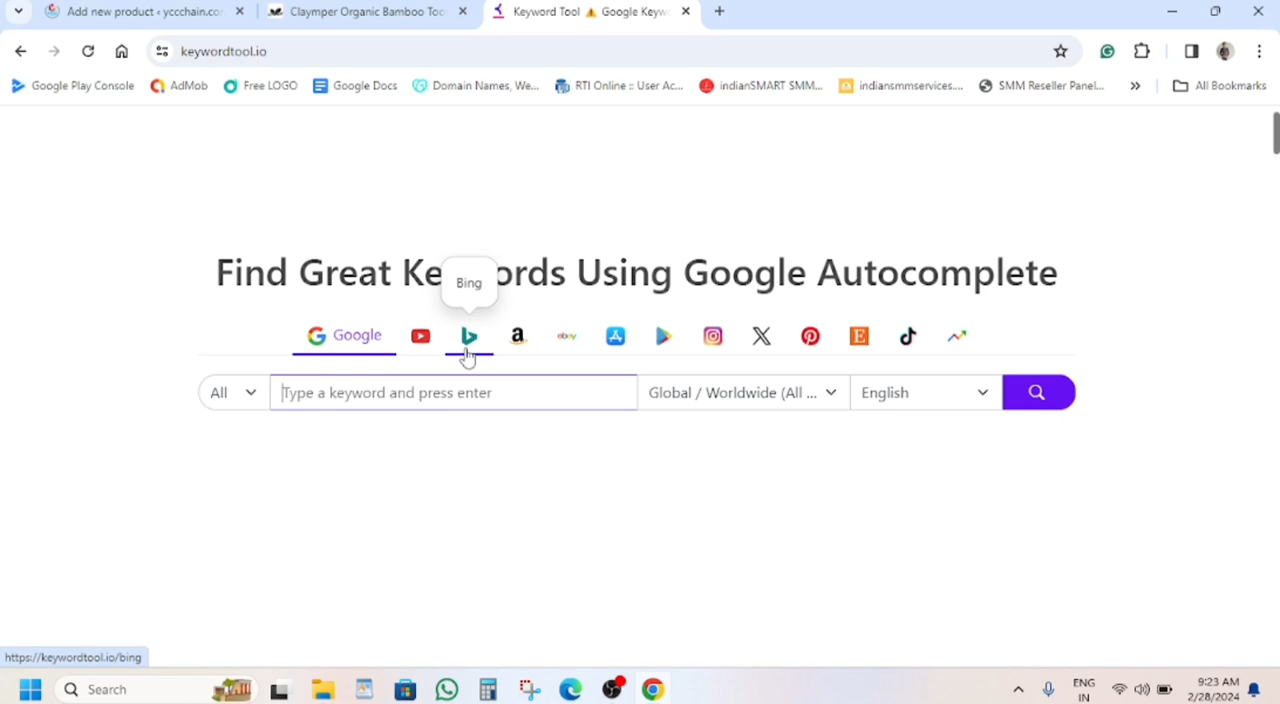 Add new product ‹ yccchain.con
Claymper Organic Bamboo Too
Keyword Tool ⚠ Google Keyw
keywordtool.io
Google Play Console
AdMob
Free LOGO
Google Docs
Domain Names, We...
RTI Online :: User Ac...
indianSMART SMM...
indiansmmservices....
SMM Reseller Panel...
»
All Bookmarks
Find Great Ke ords Using Google Autocomplete
Bing
Google
a
ebay
All
Type a keyword and press enter
Global / Worldwide (All ...
English
https://keywordtool.io/bing
Search
ENG
IN
9:23 AM
2/28/2024